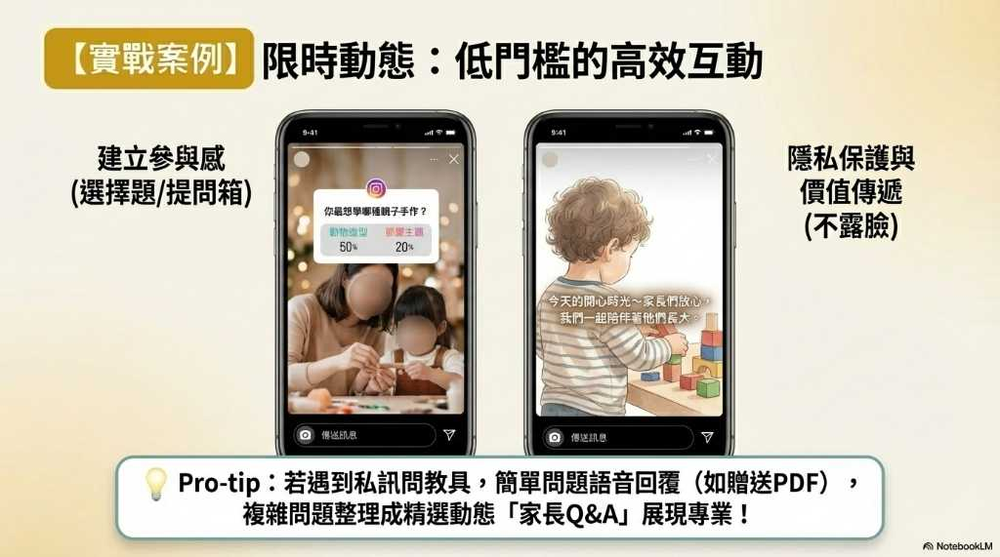 【實戰案例】 限時動態：低門檻的高效互動
建立參與感
(選擇題/提問箱)
9:41
你最想學哪種親子手作？
動物造型
50%
節慶主題
20%
傳送訊息
9:41
今天的開心時光～家長們放心，
我們一起陪伴著他們長大。
傳送訊息
隱私保護與
價值傳遞
(不露臉)
Pro-tip：若遇到私訊問教具，簡單問題語音回覆（如贈送PDF），
複雜問題整理成精選動態「家長Q&A」展現專業！
NotebookLM